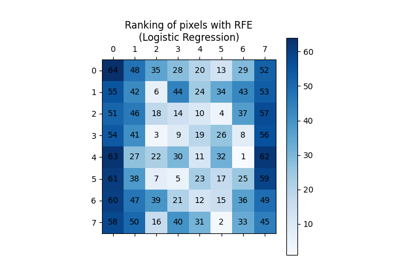 Ranking of pixels with RFE
(Logistic Regression)
0 1 2 3 4 5 6 7
0 64 48 35 28 20 13 29 52
1 55 42 6 44 24 34 43 53
2 51 46 18 14 10 4 37 57
3 54 41 3 9 19 26 8 56
4 63 27 22 30 11 32 1 62
5 61 38 7 5 23 17 25 59
6 60 47 39 21 12 15 36 49
7 58 50 16 40 31 2 33 45
60
50
40
30
20
10